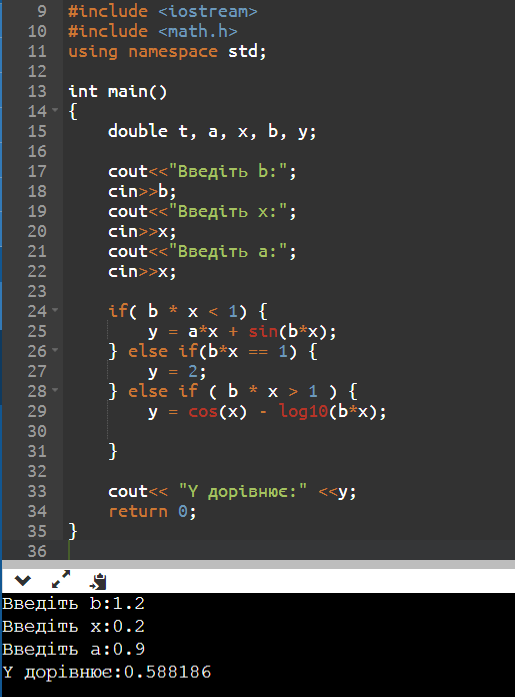 9 #include <iostream>
10 #include <math.h>
11 using namespace std;
12
13 int main()
14 {
15 double t, a, x, b, y;
16
17 cout<<"Введіть b:";
18 cin>>b;
19 cout<<"Введіть x:";
20 cin>>x;
21 cout<<"Введіть a:";
22 cin>>x;
23
24 if( b * x < 1) {
25 y = a*x + sin(b*x);
26 } else if(b*x == 1) {
27 y = 2;
28 } else if ( b * x > 1 ) {
29 y = cos(x) - log10(b*x);
30
31 }
32
33 cout<< "Y дорівнює:" <<y;
34 return 0;
35 }
36
Введіть b:1.2
Введіть x:0.2
Введіть a:0.9
Y дорівнює:0.588186